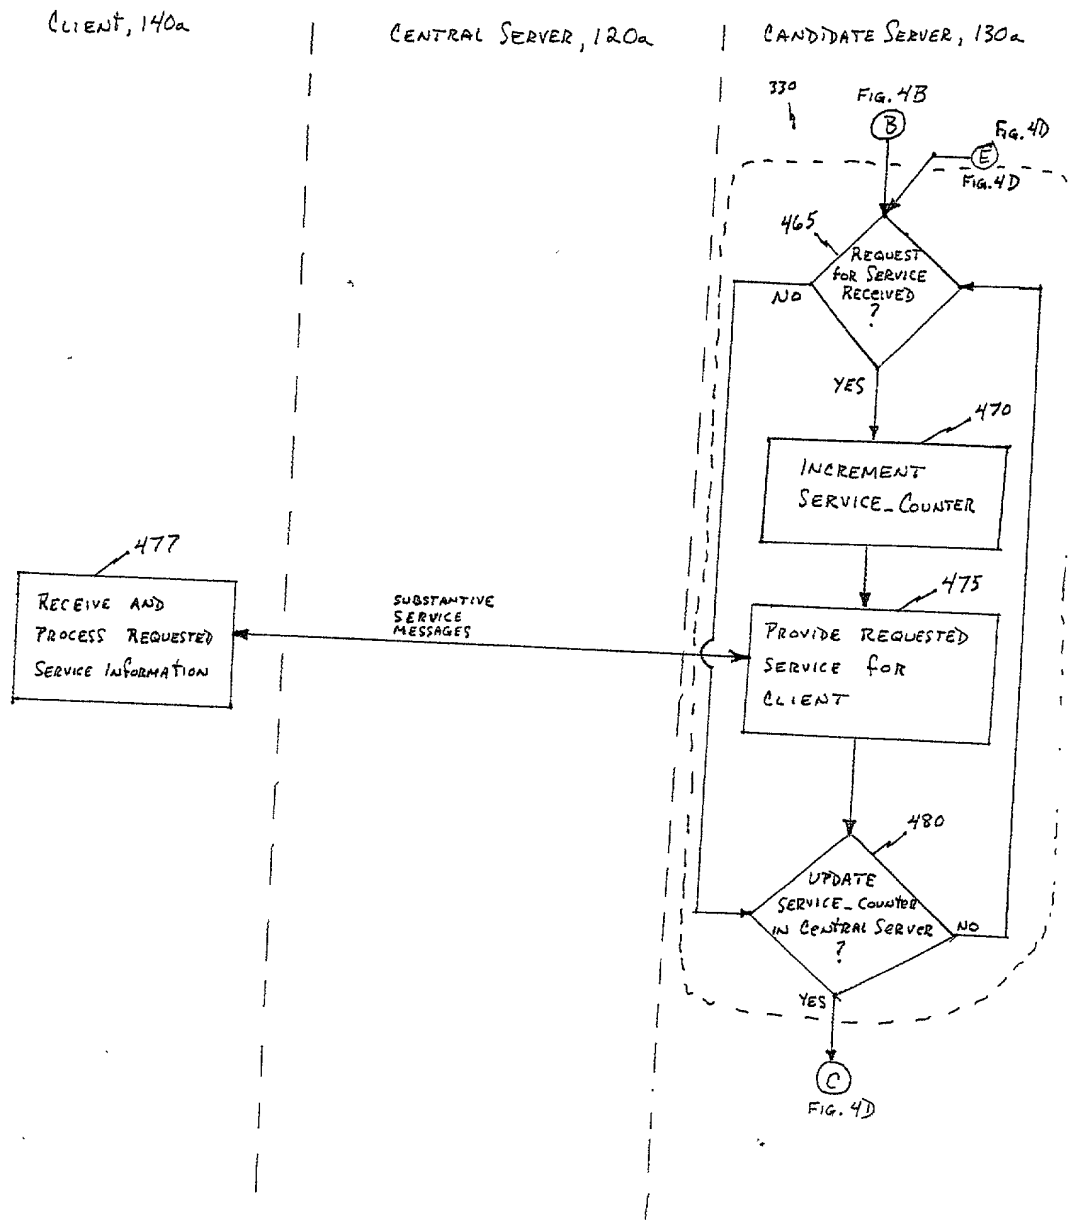 CLIENT, 140a
CENTRAL SERVER, 120a
CANDIDATE SERVER, 130a
330
FIG. 4B
B
FIG. 4D
E
FIG. 4D
465
REQUEST
for SERVICE
RECEIVED
?
NO
YES
470
INCREMENT
SERVICE_COUNTER
477
RECEIVE AND
PROCESS REQUESTED
SERVICE INFORMATION
SUBSTANTIVE
SERVICE
MESSAGES
475
PROVIDE REQUESTED
SERVICE for
CLIENT
480
UPDATE
SERVICE_COUNTER
IN CENTRAL SERVER
?
NO
YES
C
FIG. 4D